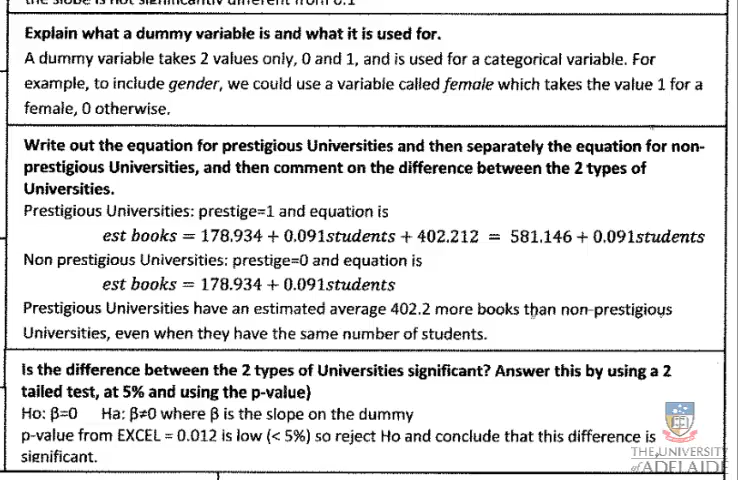 the slope is not significantly different from 0.1
Explain what a dummy variable is and what it is used for.
A dummy variable takes 2 values only, 0 and 1, and is used for a categorical variable. For
example, to include gender, we could use a variable called female which takes the value 1 for a
female, 0 otherwise.
Write out the equation for prestigious Universities and then separately the equation for non-
prestigious Universities, and then comment on the difference between the 2 types of
Universities.
Prestigious Universities: prestige=1 and equation is
est books = 178.934 + 0.091students + 402.212 = 581.146 + 0.091students
Non prestigious Universities: prestige=0 and equation is
est books = 178.934 + 0.091students
Prestigious Universities have an estimated average 402.2 more books than non-prestigious
Universities, even when they have the same number of students.
Is the difference between the 2 types of Universities significant? Answer this by using a 2
tailed test, at 5% and using the p-value)
Ho: β=0 Ha: β≠0 where β is the slope on the dummy
p-value from EXCEL = 0.012 is low (< 5%) so reject Ho and conclude that this difference is
significant.
THE UNIVERSITY
of ADELAIDE